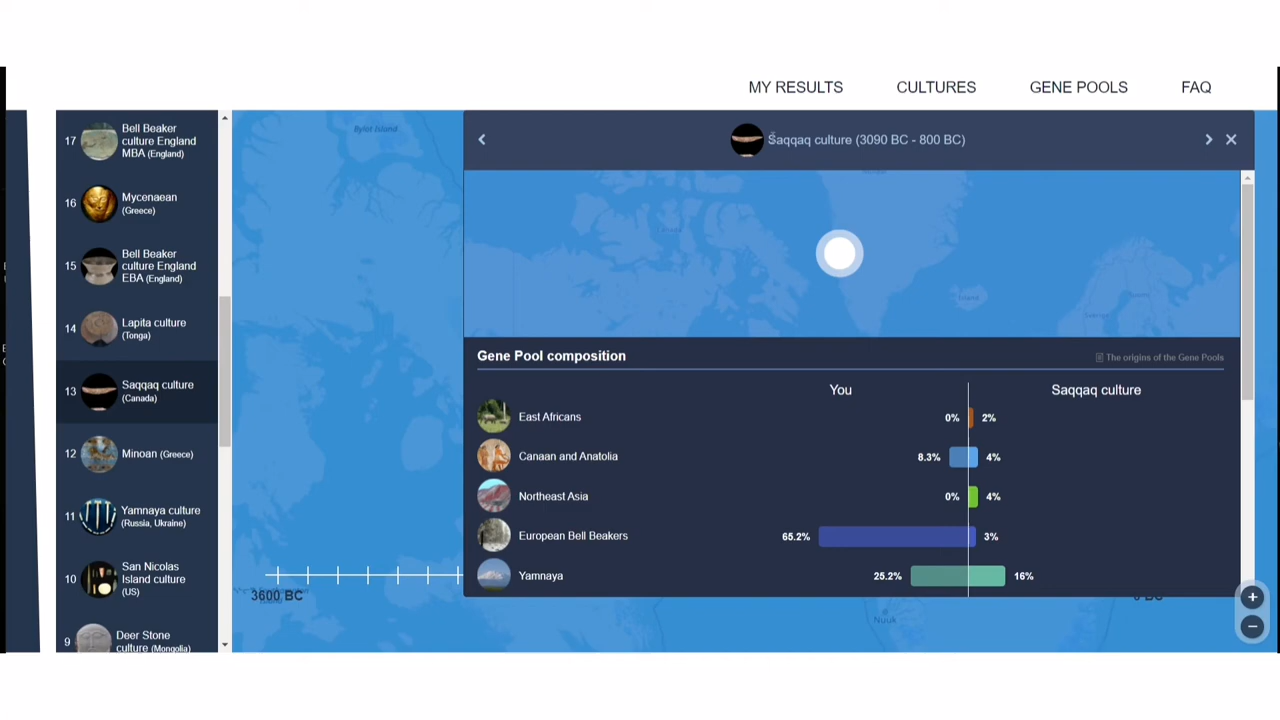 MY RESULTS
CULTURES
GENE POOLS
FAQ
17
Bell Beaker
culture England
MBA (England)
16
Mycenaean
(Greece)
15
Bell Beaker
culture England
EBA (England)
14
Lapita culture
(Tonga)
13
Saqqaq culture
(Canada)
12
Minoan (Greece)
11
Yamnaya culture
(Russia, Ukraine)
10
San Nicolas
Island culture
(US)
9
Deer Stone
culture (Mongolia)
Bylot Island
Saqqaq culture (3090 BC - 800 BC)
Gene Pool composition
The origins of the Gene Pools
You
Saqqaq culture
East Africans
0%
2%
Canaan and Anatolia
8.3%
4%
Northeast Asia
0%
4%
European Bell Beakers
65.2%
3%
Yamnaya
25.2%
16%
3600 BC
Nuuk
+
−